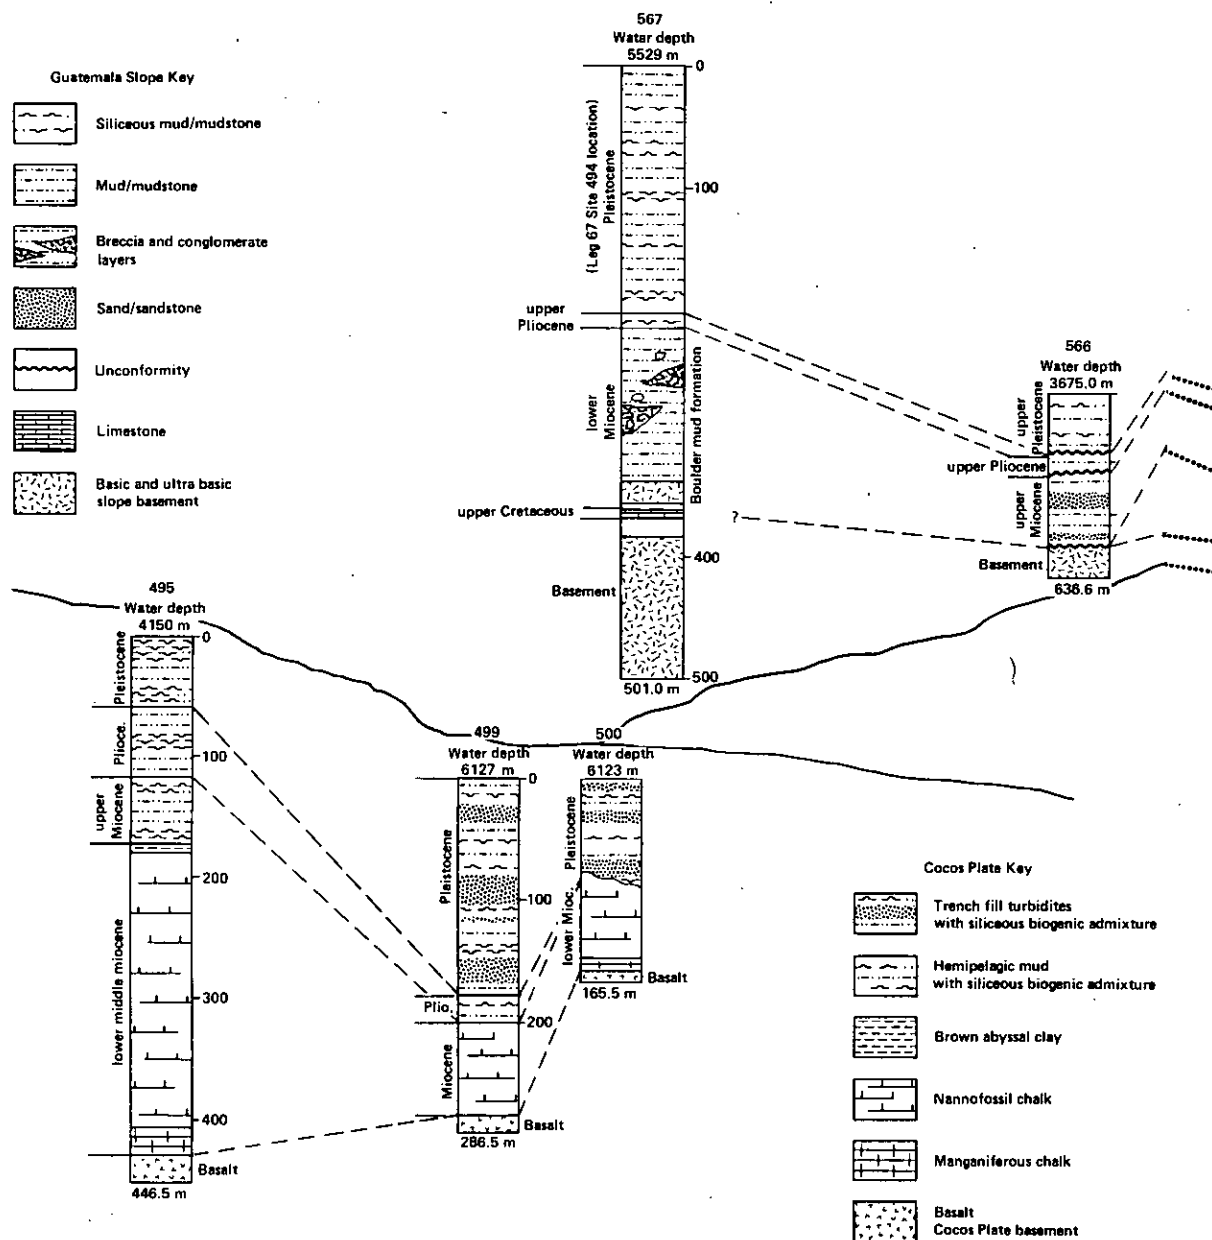 567
Water depth
5529 m
0
Guatemala Slope Key
Siliceous mud/mudstone
Mud/mudstone
Breccia and conglomerate
layers
Sand/sandstone
Unconformity
Limestone
Basic and ultra basic
slope basement
(Leg 67 Site 494 location)
Pleistocene
100
upper
Pliocene
lower
Miocene
Boulder mud formation
upper Cretaceous
?
400
Basement
500
501.0 m
566
Water depth
3675.0 m
upper
Pleistocene
upper Pliocene
upper
Miocene
Basement
636.6 m
495
Water depth
4150 m
0
Pleistocene
Plioce.
100
upper
Miocene
200
lower middle miocene
300
400
Basalt
446.5 m
499
Water depth
6127 m
0
Pleistocene
100
Plio.
200
Miocene
Basalt
286.5 m
500
Water depth
6123 m
Pleistocene
lower Mioc.
Basalt
165.5 m
Cocos Plate Key
Trench fill turbidites
with siliceous biogenic admixture
Hemipelagic mud
with siliceous biogenic admixture
Brown abyssal clay
Nannofossil chalk
Manganiferous chalk
Basalt
Cocos Plate basement